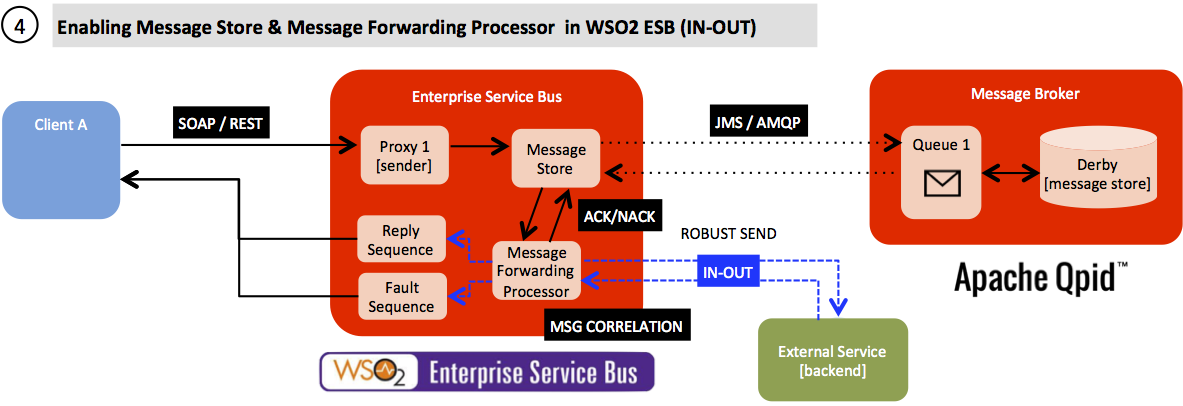 4
Enabling Message Store & Message Forwarding Processor in WSO2 ESB (IN-OUT)
Client A
SOAP / REST
Enterprise Service Bus
Proxy 1
[sender]
Message
Store
JMS / AMQP
Message Broker
Queue 1
Derby
[message store]
ACK/NACK
Reply
Sequence
Message
Forwarding
Processor
Fault
Sequence
ROBUST SEND
IN-OUT
MSG CORRELATION
Apache Qpid™
External Service
[backend]
WSO2 Enterprise Service Bus